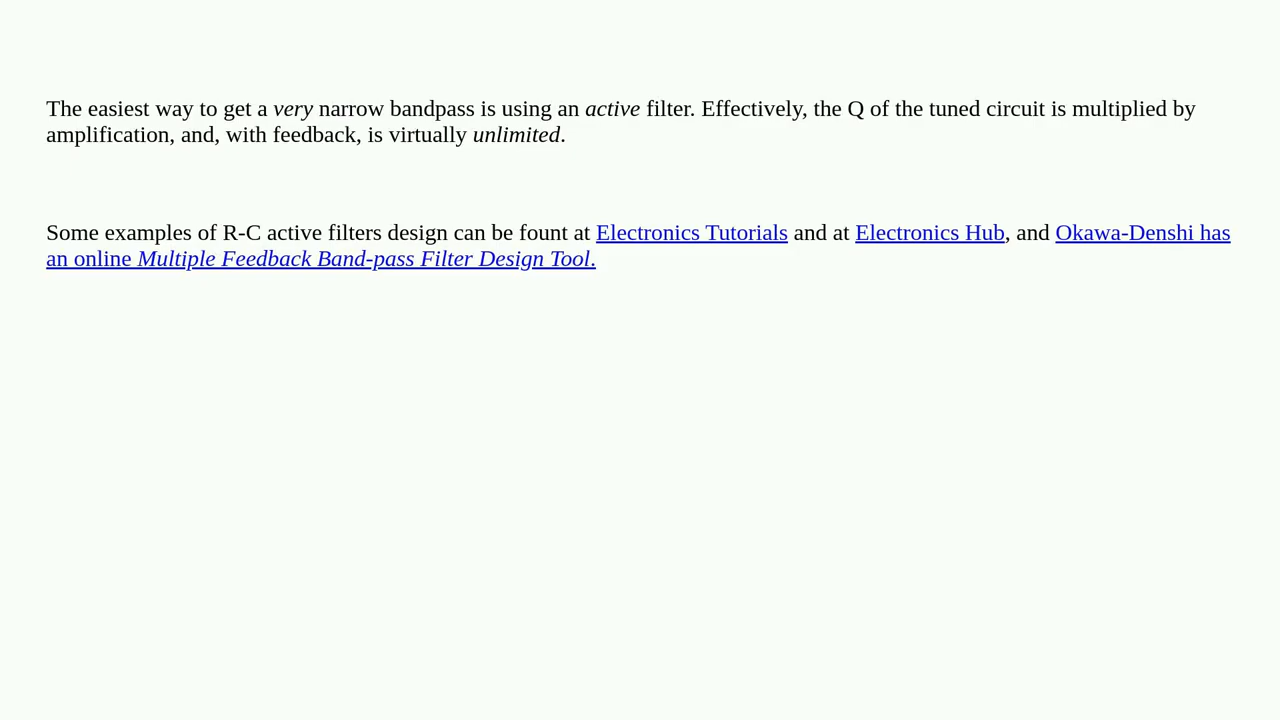 The easiest way to get a very narrow bandpass is using an active filter. Effectively, the Q of the tuned circuit is multiplied by
amplification, and, with feedback, is virtually unlimited.
Some examples of R-C active filters design can be fount at Electronics Tutorials and at Electronics Hub, and Okawa-Denshi has
an online Multiple Feedback Band-pass Filter Design Tool.